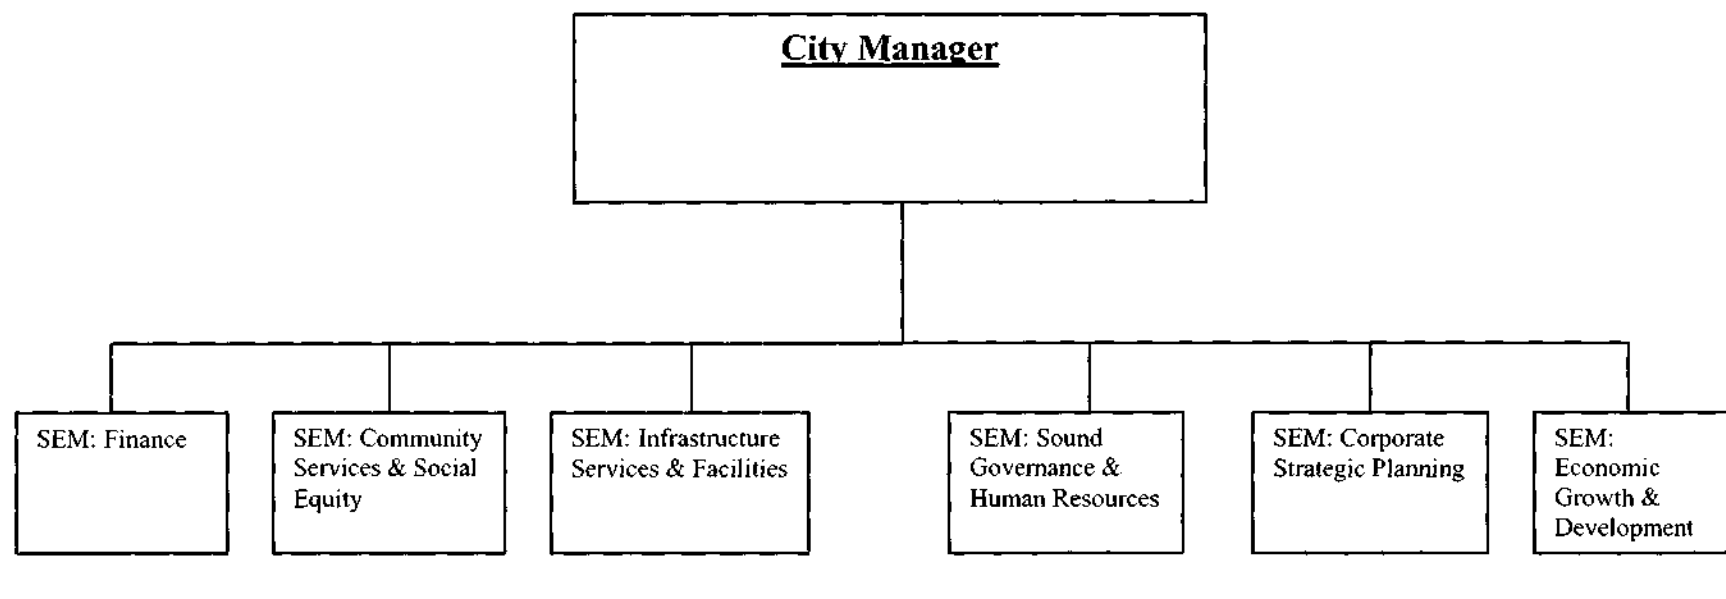 City Manager
SEM: Finance
SEM: Community
Services & Social
Equity
SEM: Infrastructure
Services & Facilities
SEM: Sound
Governance &
Human Resources
SEM: Corporate
Strategic Planning
SEM:
Economic
Growth &
Development